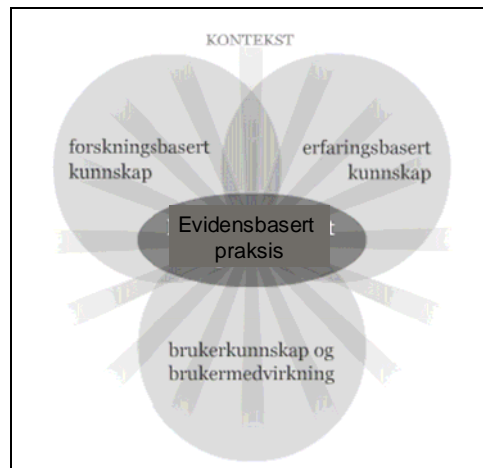 KONTEKST
forskningsbasert
kunnskap
erfaringsbasert
kunnskap
Evidensbasert
praksis
brukerkunnskap og
brukermedvirkning